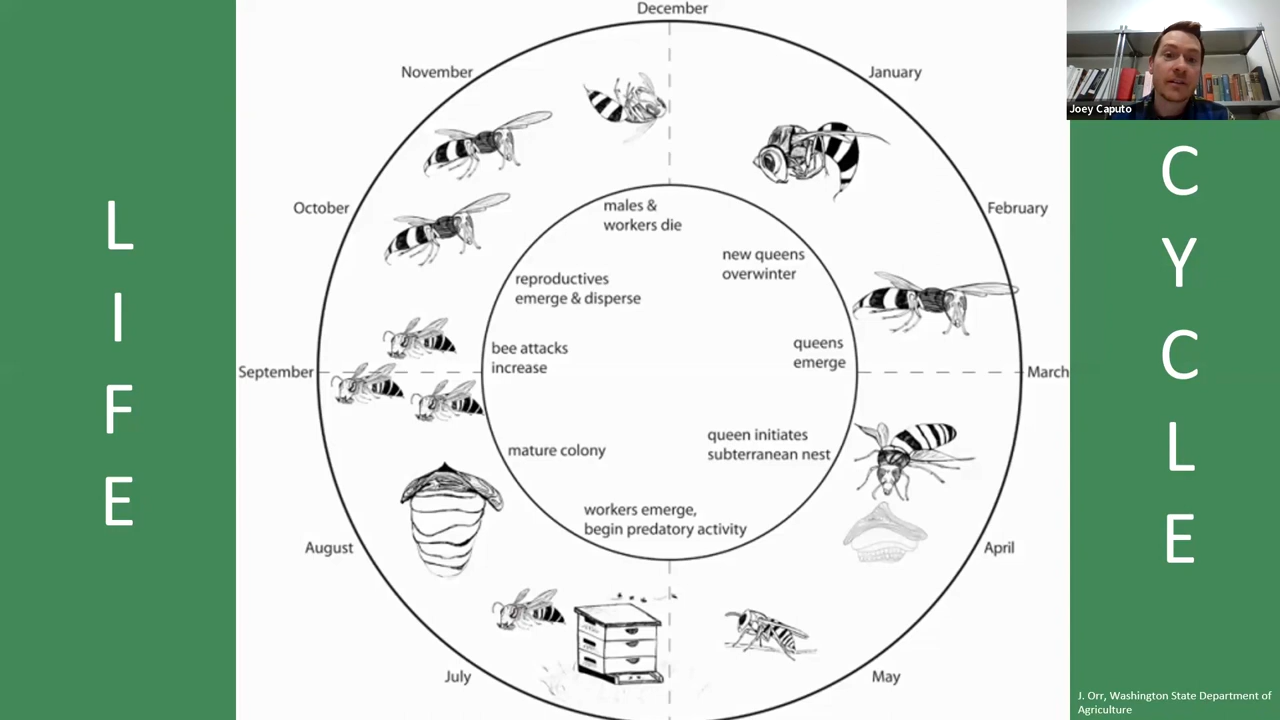 LIFE
December
November
January
October
February
September
March
August
April
July
May
males &
workers die
new queens
overwinter
reproductives
emerge & disperse
bee attacks
increase
queens
emerge
mature colony
queen initiates
subterranean nest
workers emerge,
begin predatory activity
CYCLE
Joey Caputo
J. Orr, Washington State Department of
Agriculture